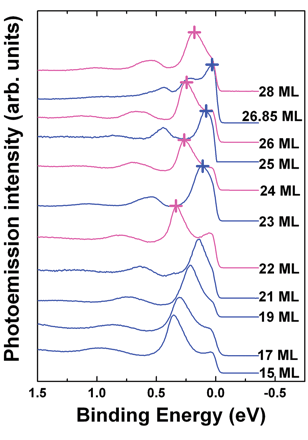 Photoemission intensity (arb. units)
28 ML
26.85 ML
26 ML
25 ML
24 ML
23 ML
22 ML
21 ML
19 ML
17 ML
15 ML
1.5 1.0 0.5 0.0 -0.5
Binding Energy (eV)